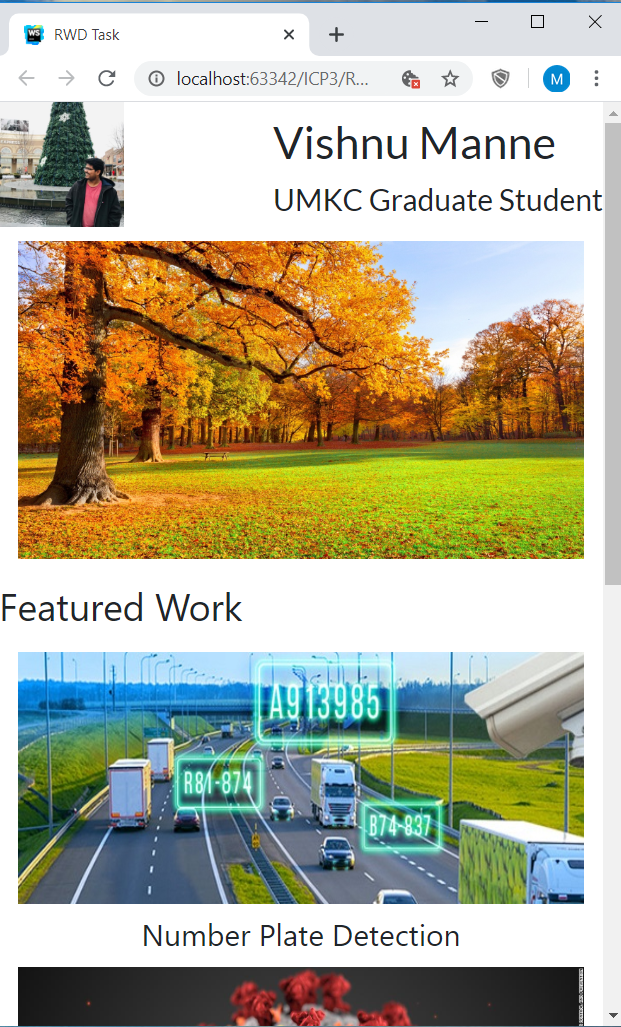 WS RWD Task
localhost:63342/ICP3/R...
M
Vishnu Manne
UMKC Graduate Student
Featured Work
A913985
R81-874
B74-837
Number Plate Detection